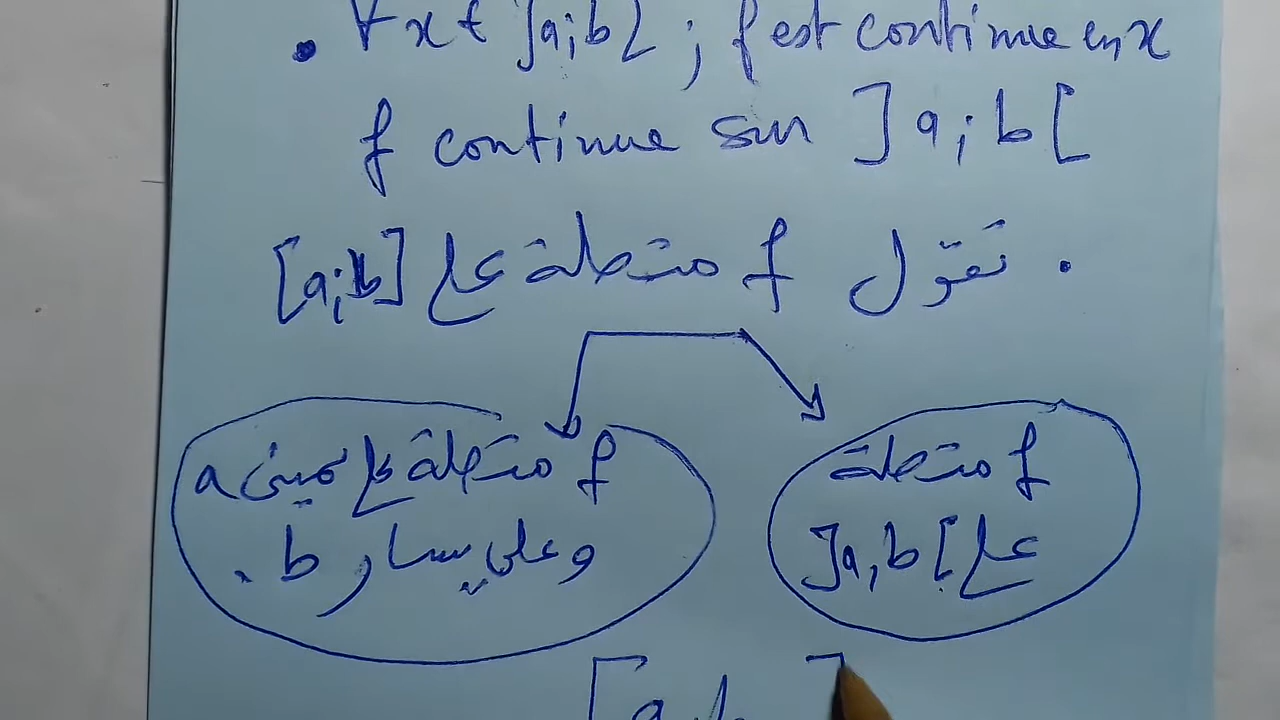 • ∀x ∈ ]a;b[ ; f est continue en x
f continue sur ]a;b[
. نقول f متصلة على [a;b]
f متصلة
على ]a,b[
f متصلة على يمين a
وعلى يسار b .
[a,b ]